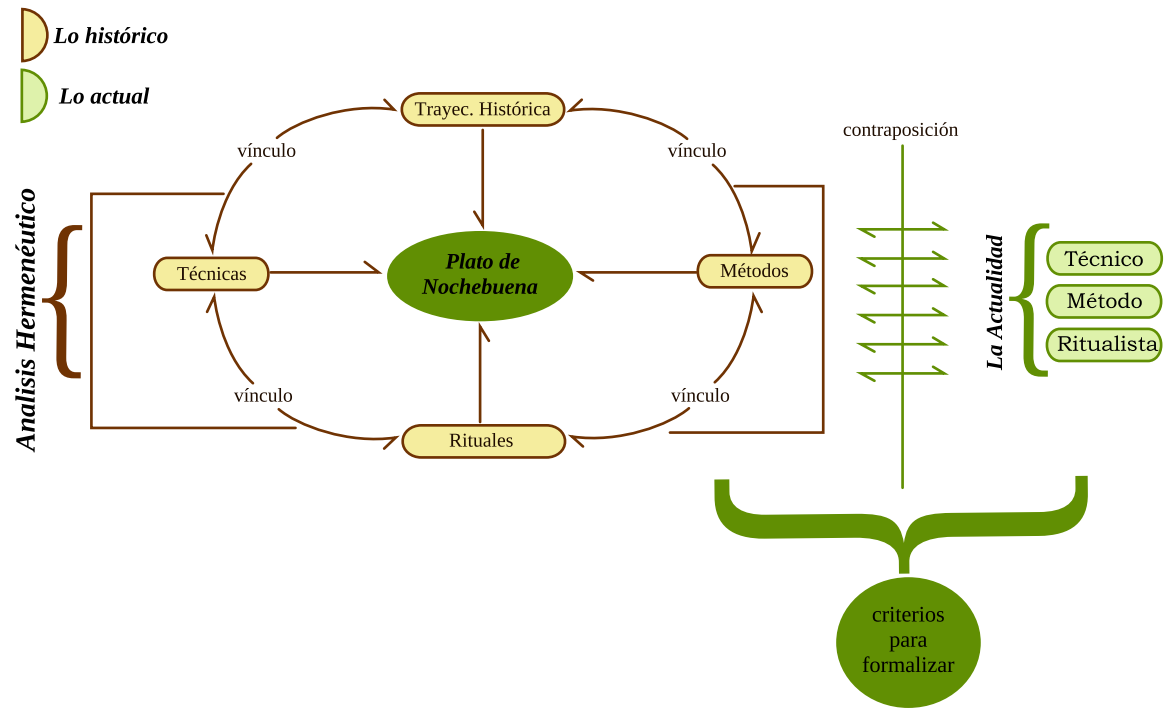 Lo histórico
Lo actual
Trayec. Histórica
contraposición
vínculo
vínculo
Analisis Hermenéutico
Técnicas
Plato de
Nochebuena
Métodos
La Actualidad
Técnico
Método
Ritualista
vínculo
vínculo
Rituales
criterios
para
formalizar